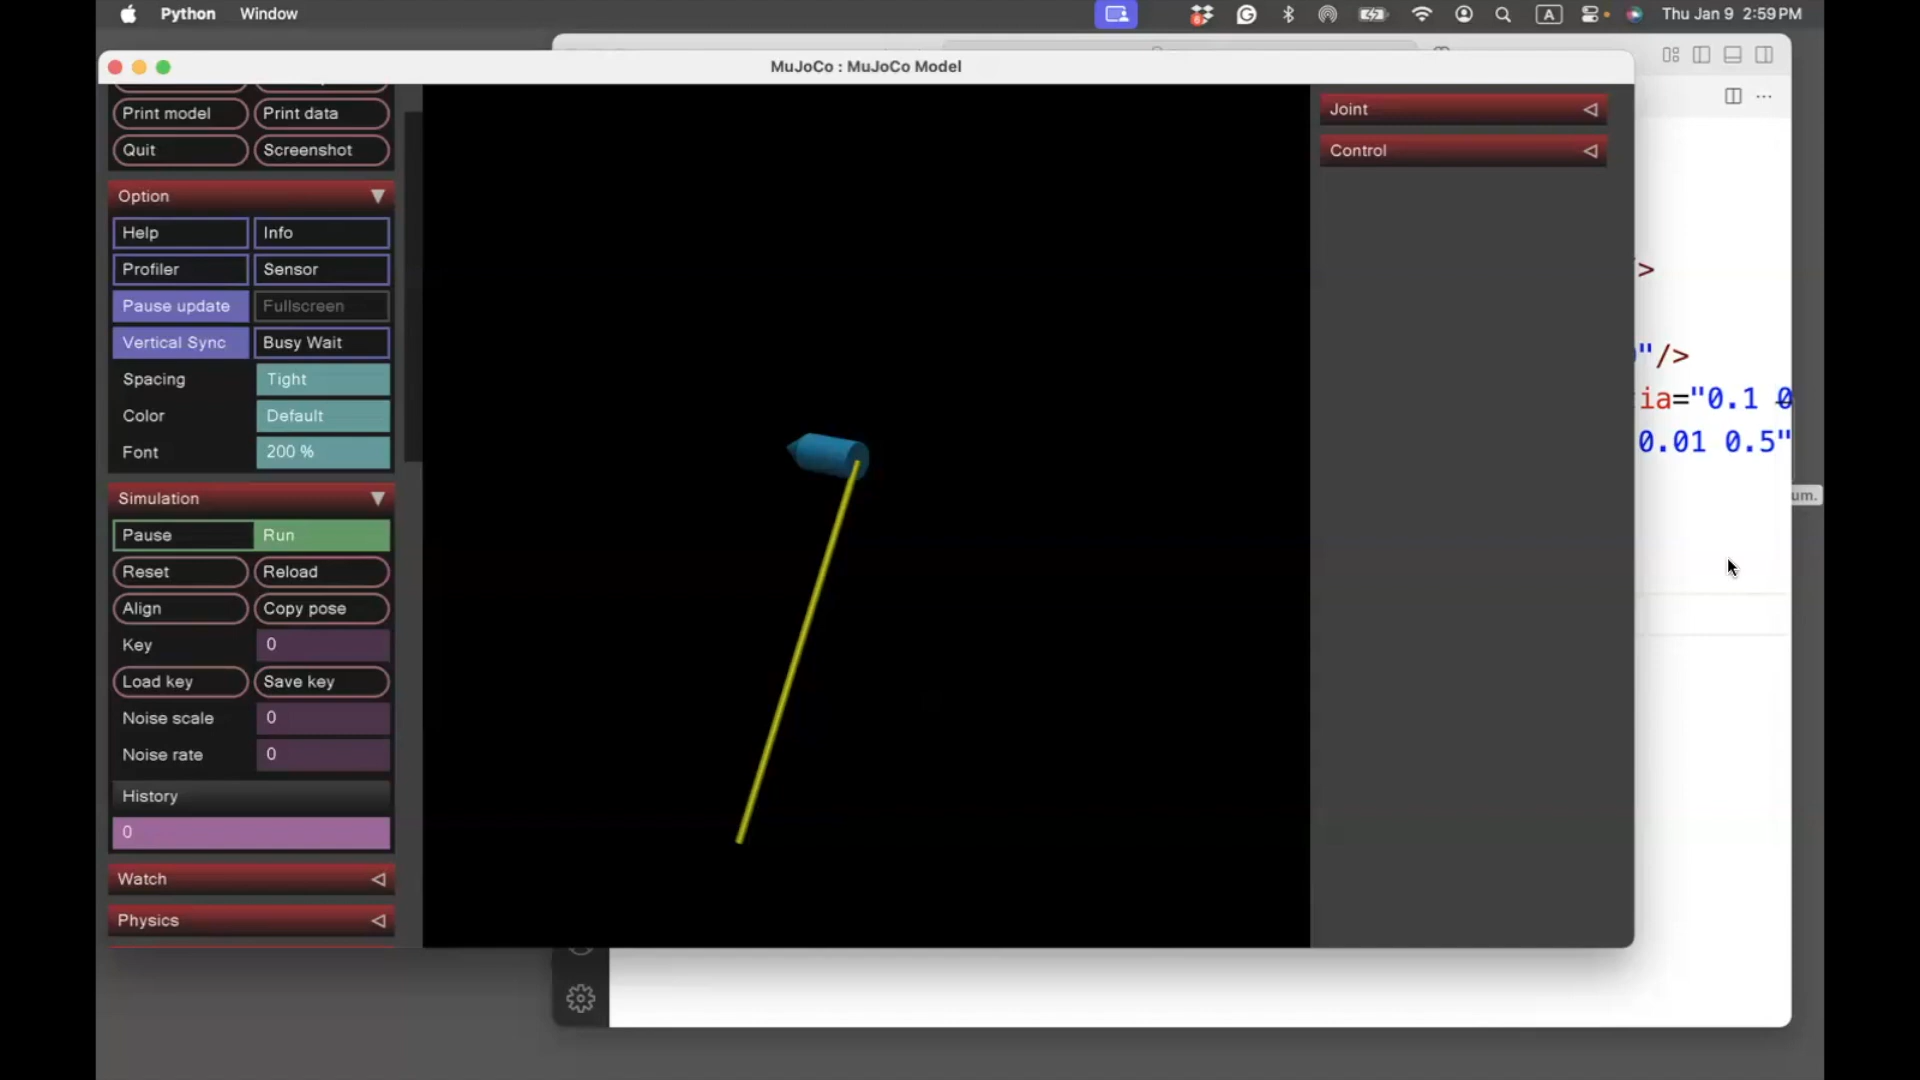 Python Window
A Thu Jan 9 2:59 PM
MuJoCo : MuJoCo Model
Print model Print data
Quit Screenshot
Option
Help Info
Profiler Sensor
Pause update Fullscreen
Vertical Sync Busy Wait
Spacing Tight
Color Default
Font 200 %
Simulation
Pause Run
Reset Reload
Align Copy pose
Key 0
Load key Save key
Noise scale 0
Noise rate 0
History
0
Watch
Physics
Joint
Control
/>
"/>
ia="0.1 0
0.01 0.5"
um.